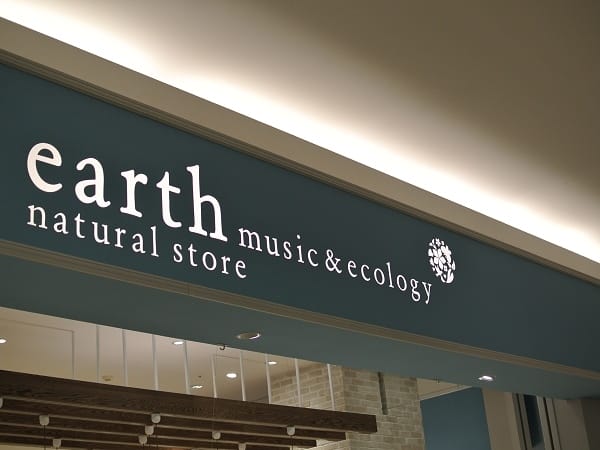 earth music & ecology
natural store